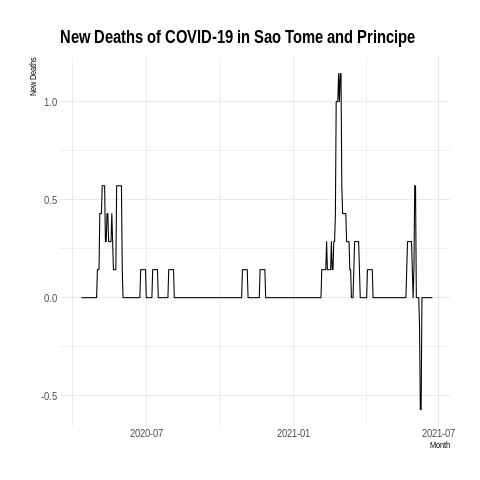 New Deaths of COVID-19 in Sao Tome and Principe
New Deaths
1.0
0.5
0.0
-0.5
2020-07
2021-01
2021-07
Month